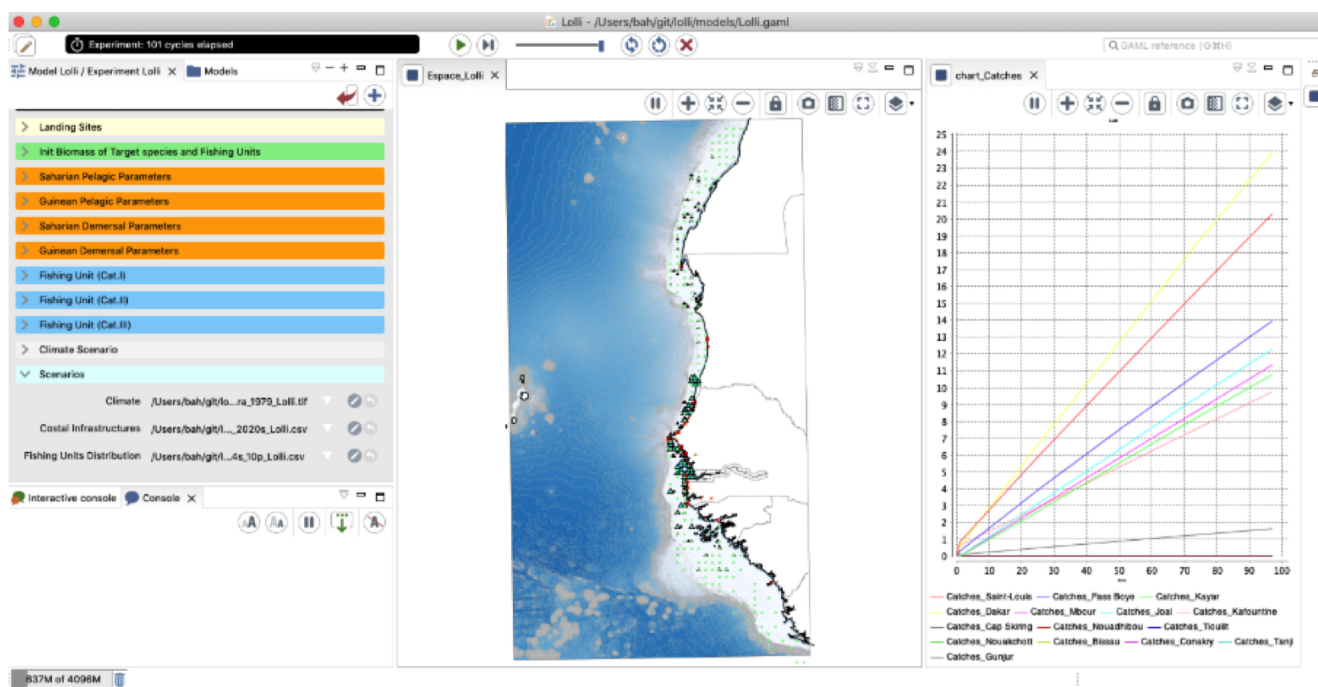 Lolli - /Users/bah/git/lolli/models/Lolli.gaml
Experiment: 101 cycles elapsed
GAML reference (⇧⌘H)
Model Lolli / Experiment Lolli
Models
Landing Sites
Init Biomass of Target species and Fishing Units
Saharian Pelagic Parameters
Guinean Pelagic Parameters
Saharian Demersal Parameters
Guinean Demersal Parameters
Fishing Unit (Cat.I)
Fishing Unit (Cat.II)
Fishing Unit (Cat.III)
Climate Scenario
Scenarios
Climate /Users/bah/git/lo...ra_1979_Lolli.tif
Costal Infrastructures /Users/bah/git/l..._2020s_Lolli.csv
Fishing Units Distribution /Users/bah/git/l...4s_10p_Lolli.csv
Interactive console
Console
AA
AA
A
637M of 4096M
Espace_Lolli
chart_Catches
25
24
23
22
21
20
19
18
17
16
15
14
13
12
11
10
9
8
7
6
5
4
3
2
1
0
0 10 20 30 40 50 60 70 80 90 100
Catches_Saint-Louis Catches_Fass Boye Catches_Kayar
Catches_Dakar Catches_Mbour Catches_Joal Catches_Kafountine
Catches_Cap Skiring Catches_Nouadhibou Catches_Tioulit
Catches_Nouakchott Catches_Bissau Catches_Conakry Catches_Tanji
Catches_Gunjur